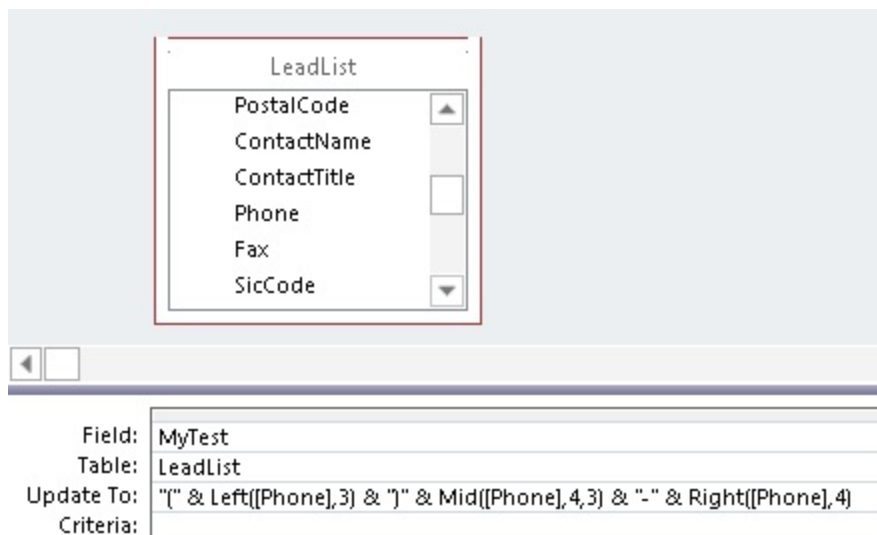 LeadList
PostalCode
ContactName
ContactTitle
Phone
Fax
SicCode
Field: MyTest
Table: LeadList
Update To: "(" & Left([Phone],3) & ")" & Mid([Phone],4,3) & "-" & Right([Phone],4)
Criteria: